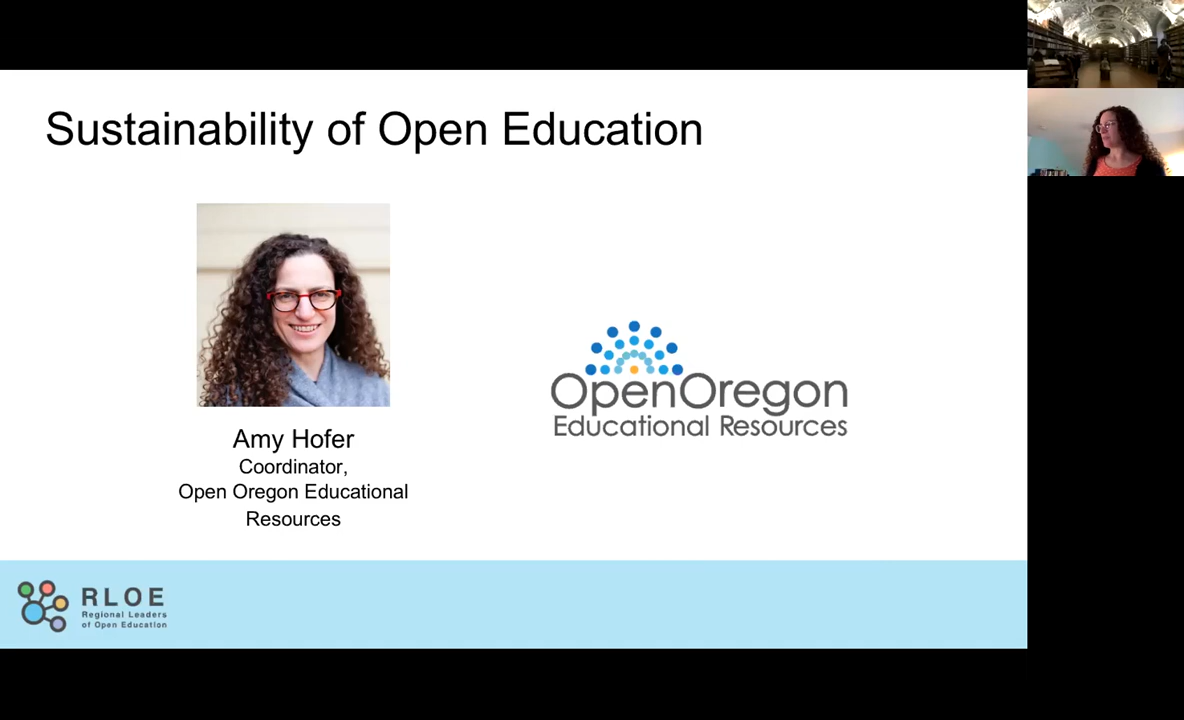 Sustainability of Open Education
Amy Hofer
Coordinator,
Open Oregon Educational
Resources
OpenOregon
Educational Resources
RLOE
Regional Leaders
of Open Education